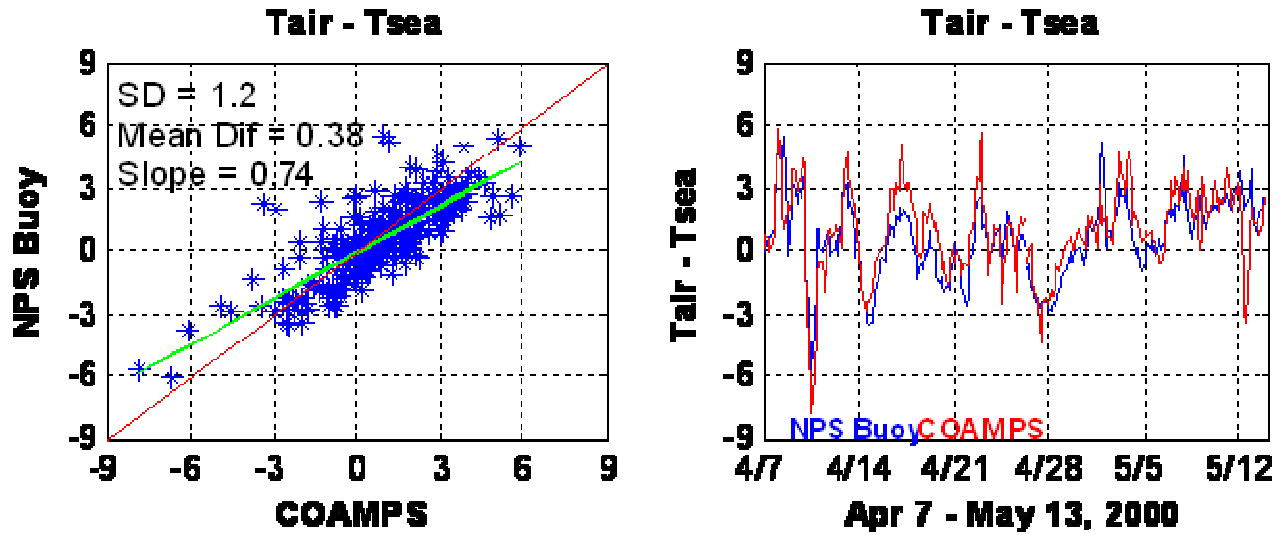 Tair - Tsea
9
6
3
0
-3
-6
-9
NPS Buoy
SD = 1.2
Mean Dif = 0.38
Slope = 0.74
-9 -6 -3 0 3 6 9
COAMPS
Tair - Tsea
9
6
3
0
-3
-6
-9
Tair - Tsea
NPS Buoy COAMPS
4/7 4/14 4/21 4/28 5/5 5/12
Apr 7 - May 13, 2000